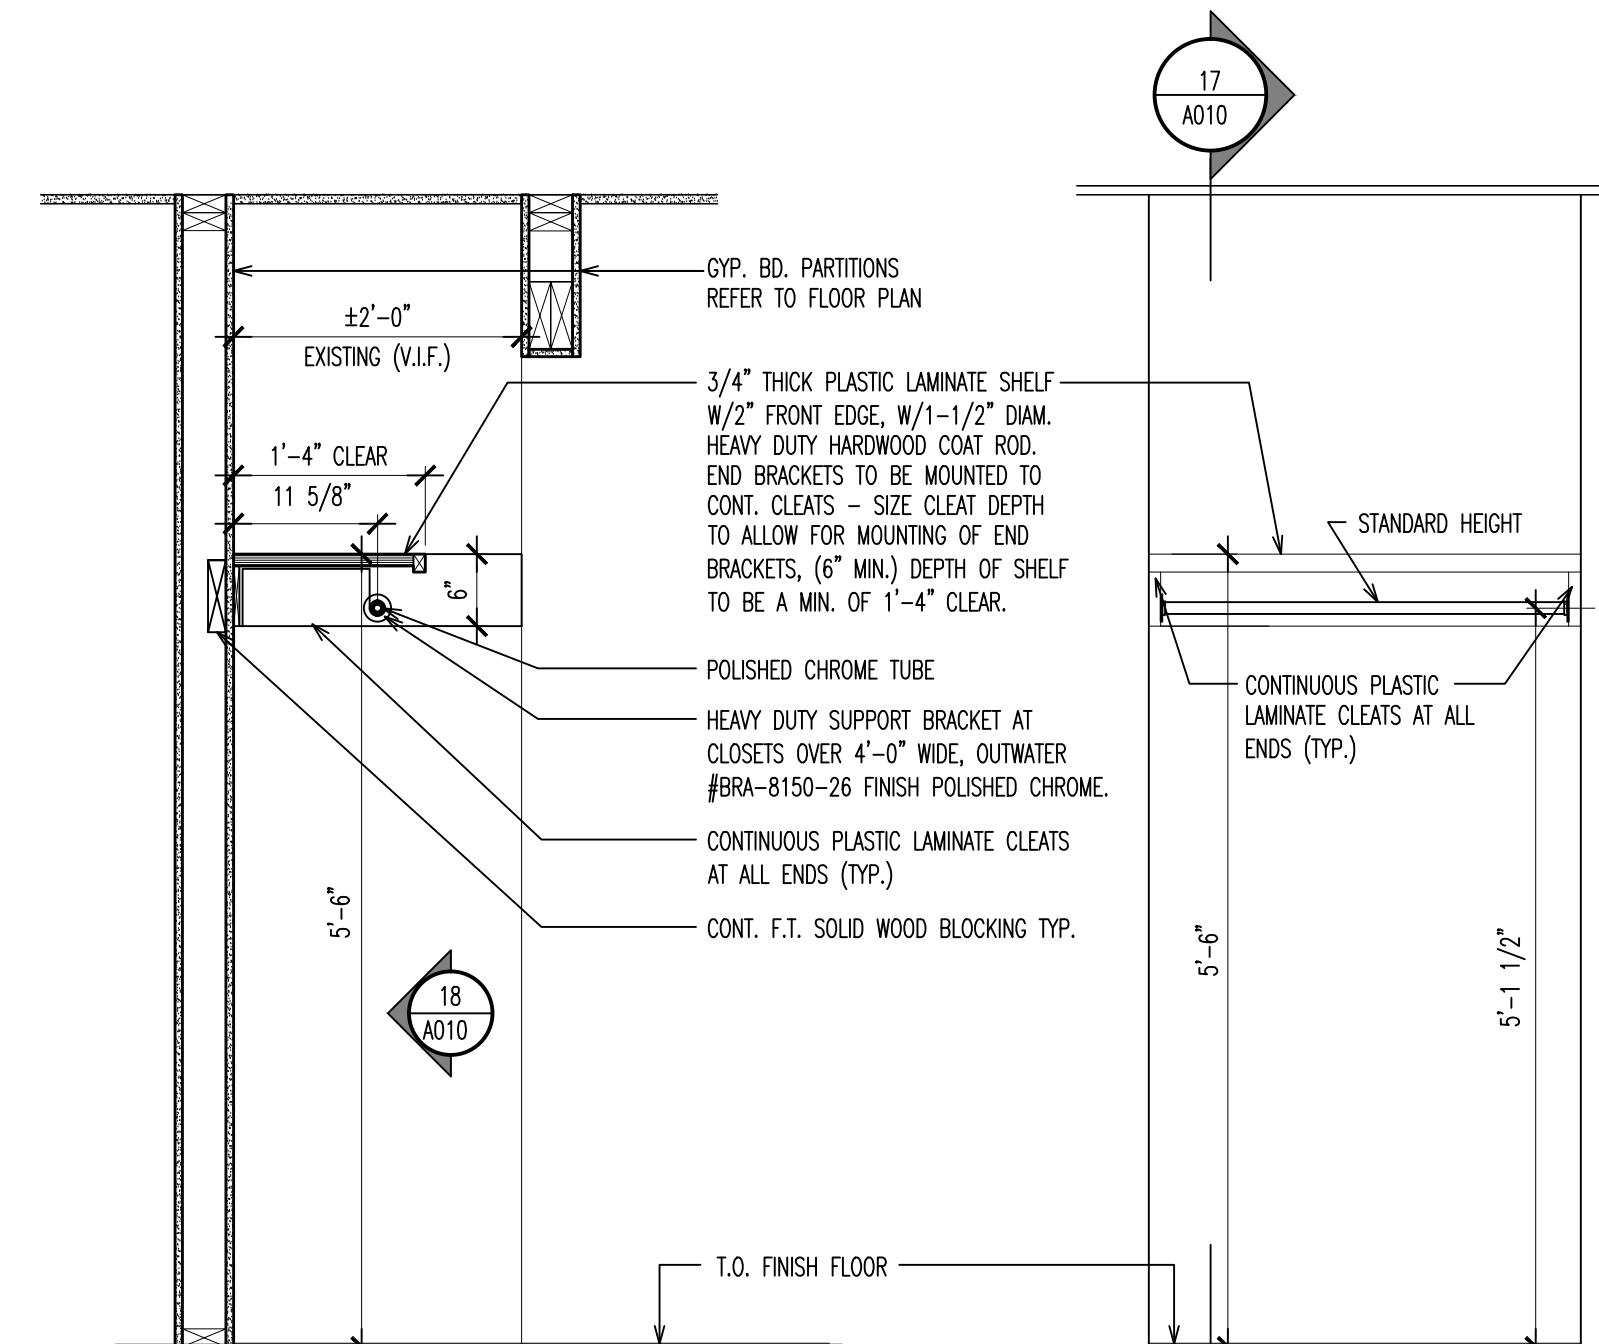 17
A010
GYP. BD. PARTITIONS
REFER TO FLOOR PLAN
±2'-0"
EXISTING (V.I.F.)
3/4" THICK PLASTIC LAMINATE SHELF
W/2" FRONT EDGE, W/1-1/2" DIAM.
HEAVY DUTY HARDWOOD COAT ROD.
END BRACKETS TO BE MOUNTED TO
CONT. CLEATS - SIZE CLEAT DEPTH
TO ALLOW FOR MOUNTING OF END
BRACKETS, (6" MIN.) DEPTH OF SHELF
TO BE A MIN. OF 1'-4" CLEAR.
1'-4" CLEAR
11 5/8"
6"
STANDARD HEIGHT
POLISHED CHROME TUBE
HEAVY DUTY SUPPORT BRACKET AT
CLOSETS OVER 4'-0" WIDE, OUTWATER
#BRA-8150-26 FINISH POLISHED CHROME.
CONTINUOUS PLASTIC
LAMINATE CLEATS AT ALL
ENDS (TYP.)
CONTINUOUS PLASTIC LAMINATE CLEATS
AT ALL ENDS (TYP.)
CONT. F.T. SOLID WOOD BLOCKING TYP.
5'-6"
18
A010
5'-6"
5'-1 1/2"
T.O. FINISH FLOOR